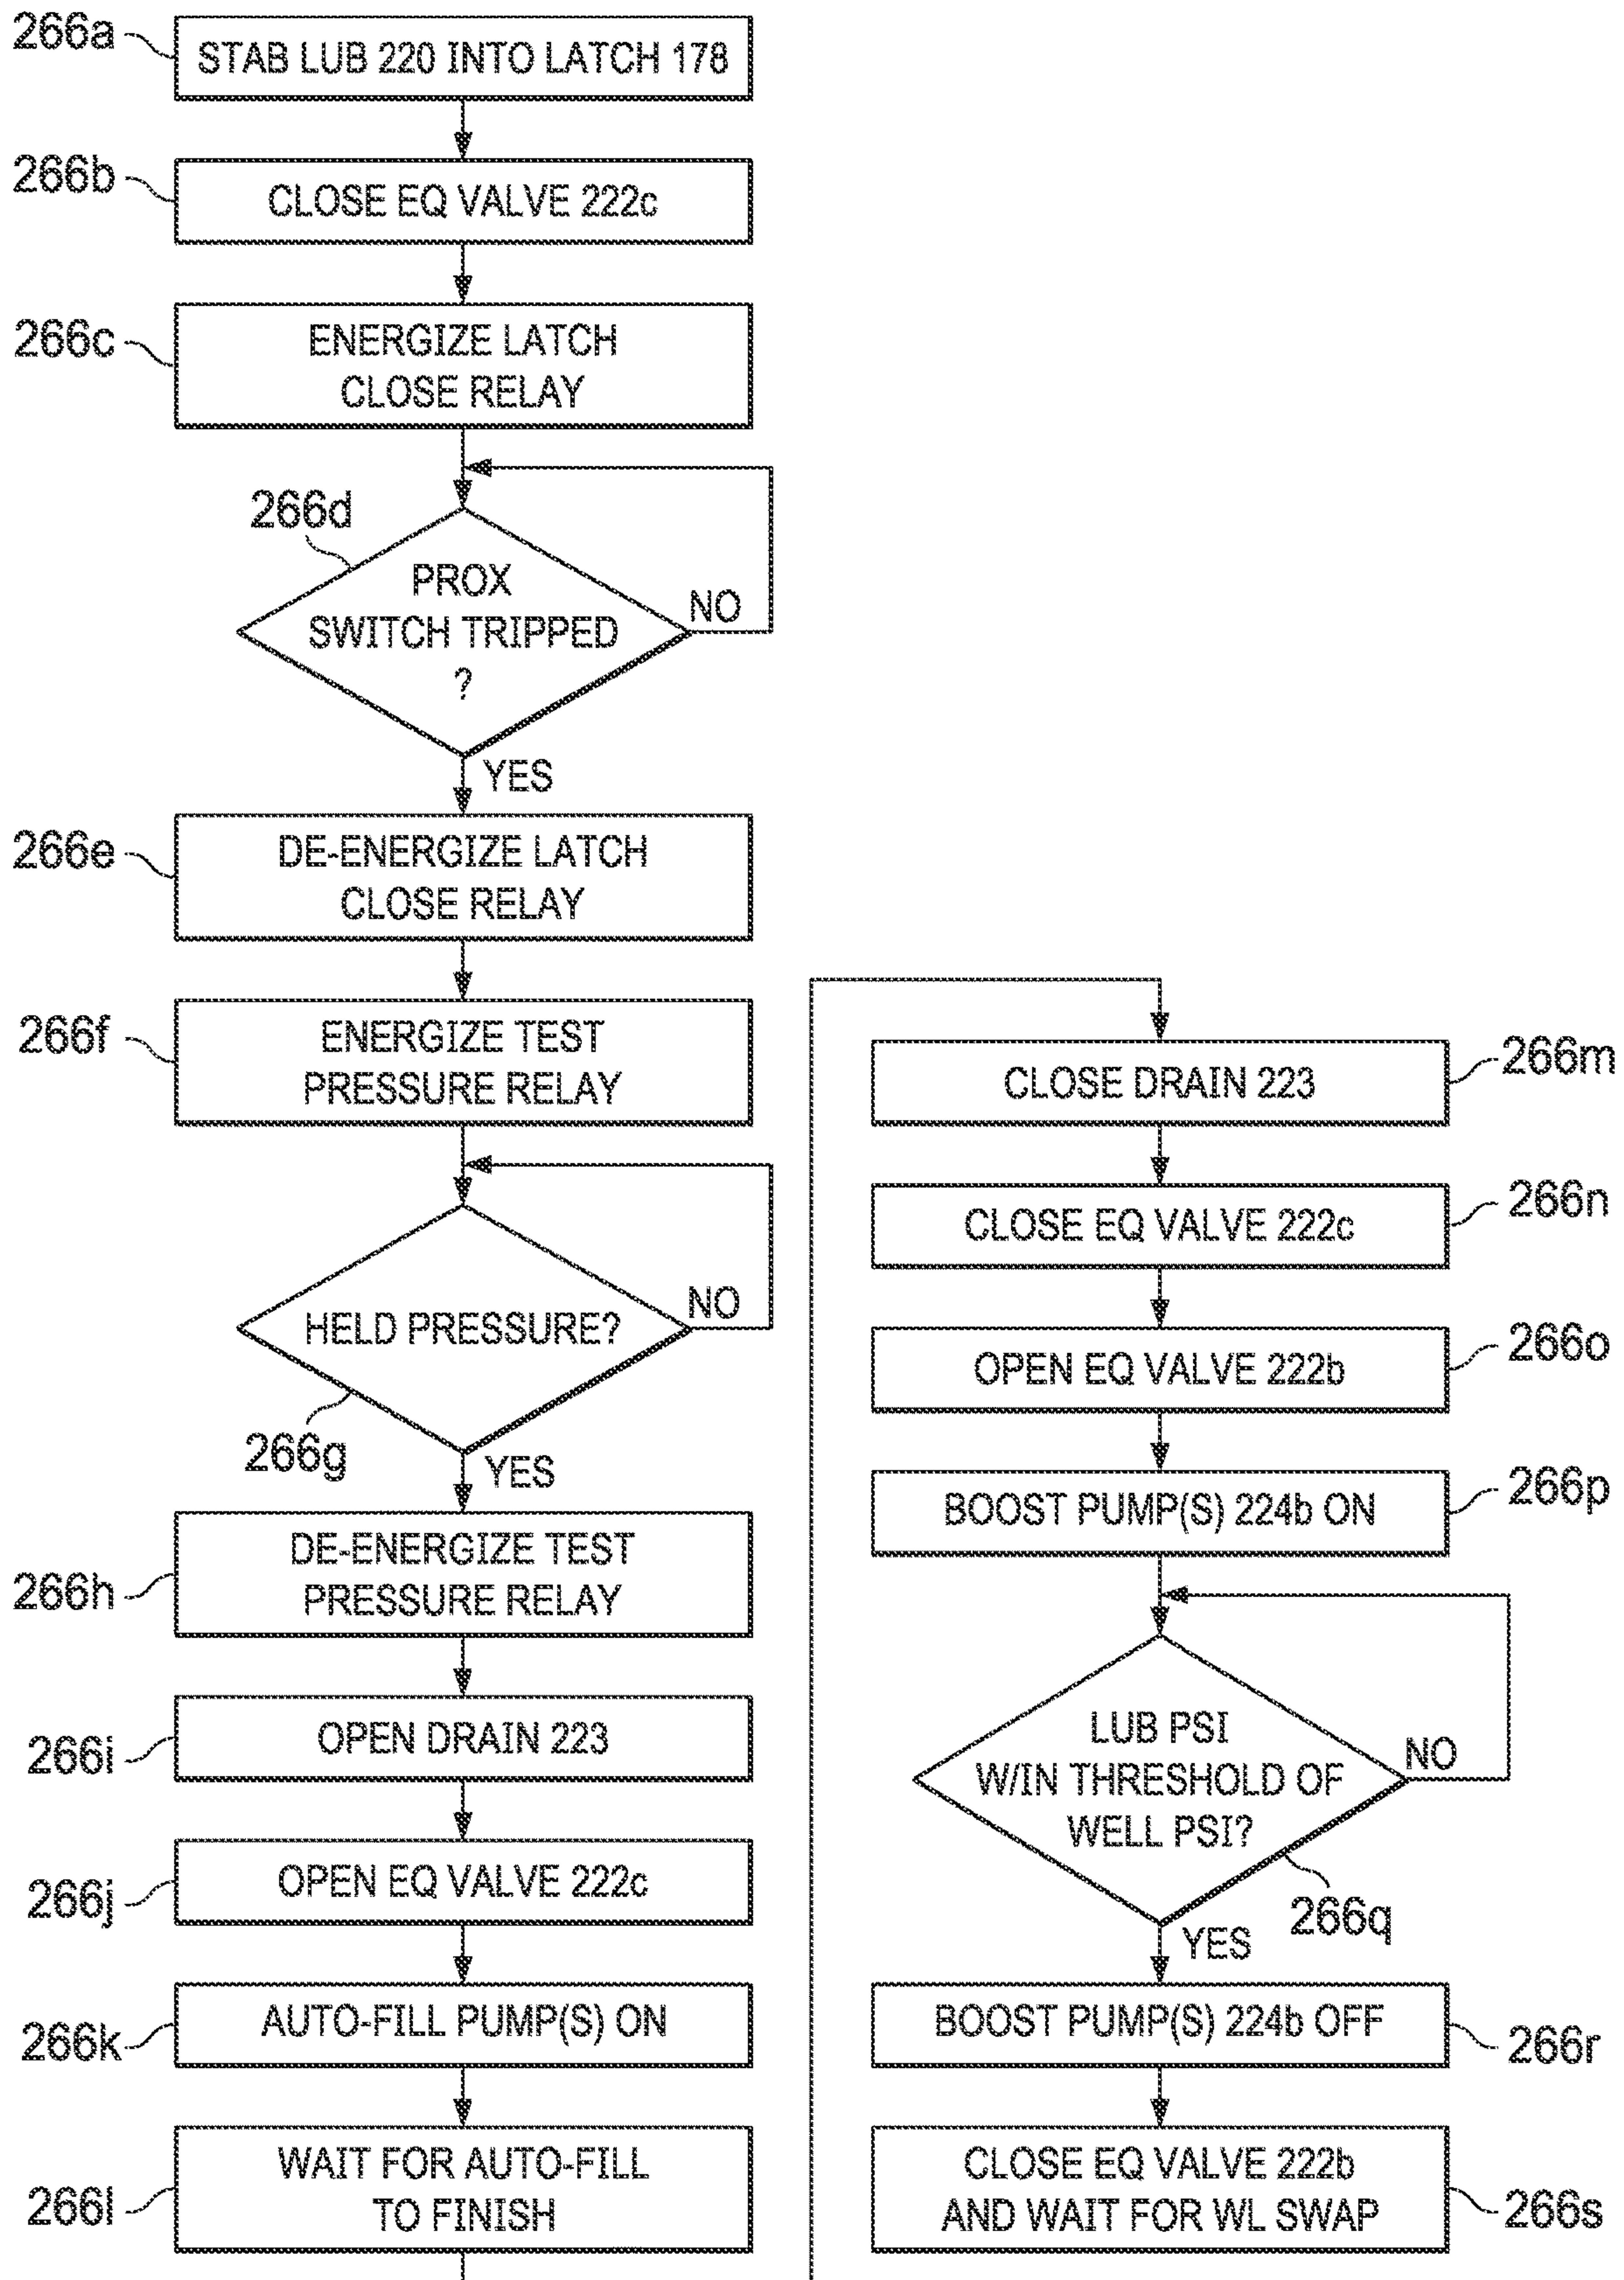 266a
STAB LUB 220 INTO LATCH 178
266b
CLOSE EQ VALVE 222c
266c
ENERGIZE LATCH
CLOSE RELAY
266d
PROX
SWITCH TRIPPED
?
NO
YES
266e
DE-ENERGIZE LATCH
CLOSE RELAY
266f
ENERGIZE TEST
PRESSURE RELAY
HELD PRESSURE?
NO
266g
YES
266h
DE-ENERGIZE TEST
PRESSURE RELAY
266i
OPEN DRAIN 223
266j
OPEN EQ VALVE 222c
266k
AUTO-FILL PUMP(S) ON
266l
WAIT FOR AUTO-FILL
TO FINISH
CLOSE DRAIN 223
266m
CLOSE EQ VALVE 222c
266n
OPEN EQ VALVE 222b
266o
BOOST PUMP(S) 224b ON
266p
LUB PSI
W/IN THRESHOLD OF
WELL PSI?
NO
266q
YES
BOOST PUMP(S) 224b OFF
266r
CLOSE EQ VALVE 222b
AND WAIT FOR WL SWAP
266s